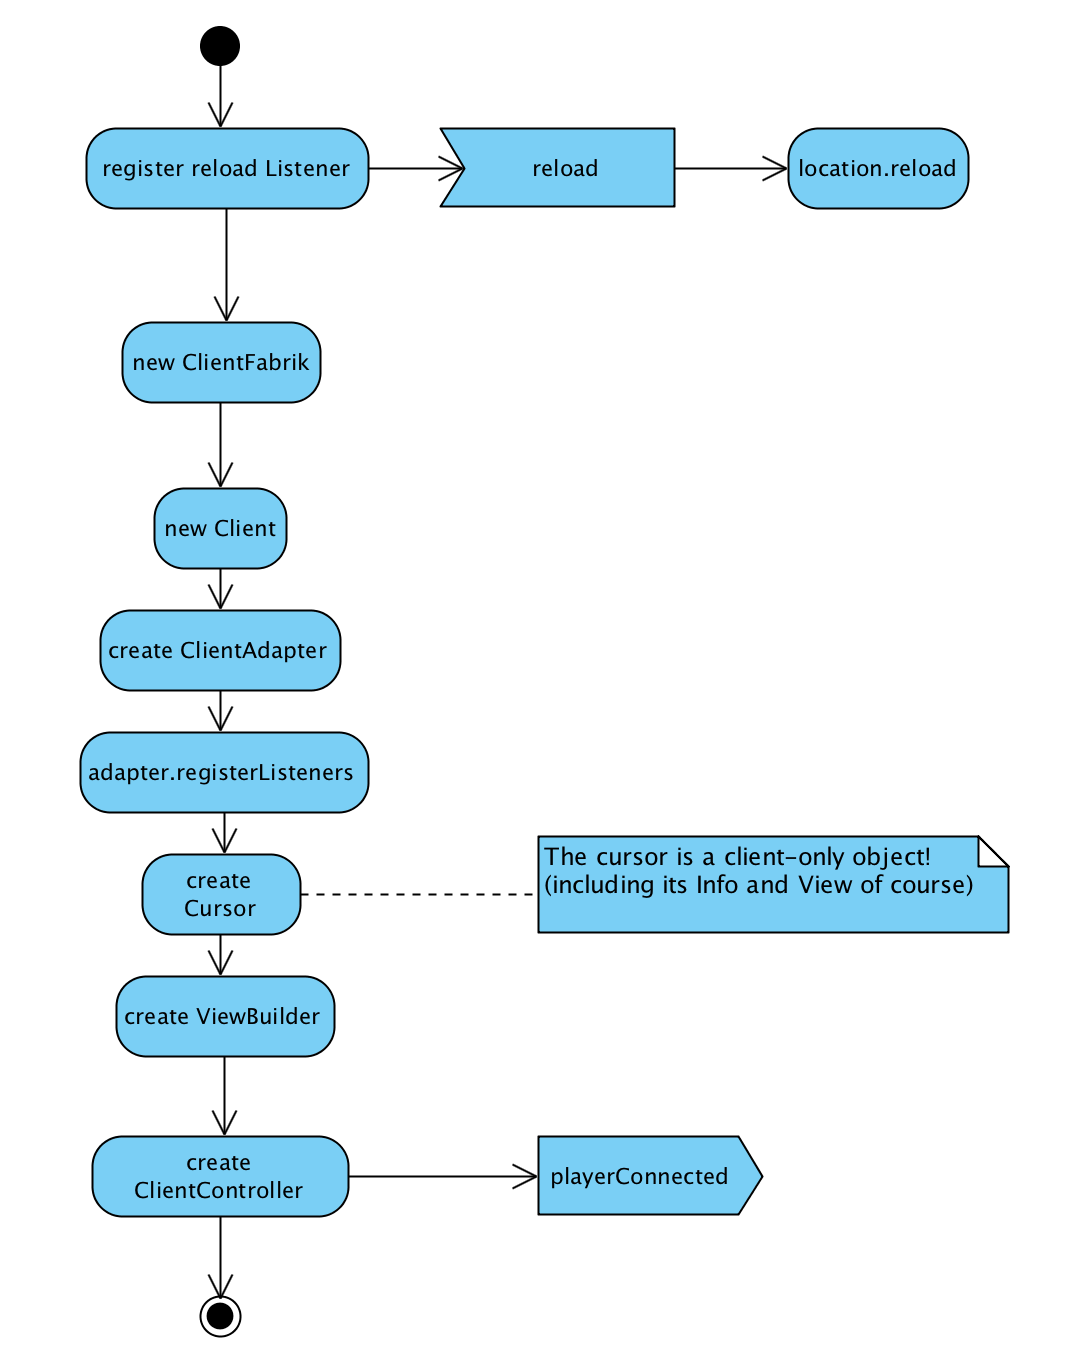 register reload Listener
reload
location.reload
new ClientFabrik
new Client
create ClientAdapter
adapter.registerListeners
create
Cursor
The cursor is a client-only object!
(including its Info and View of course)
create ViewBuilder
create
ClientController
playerConnected